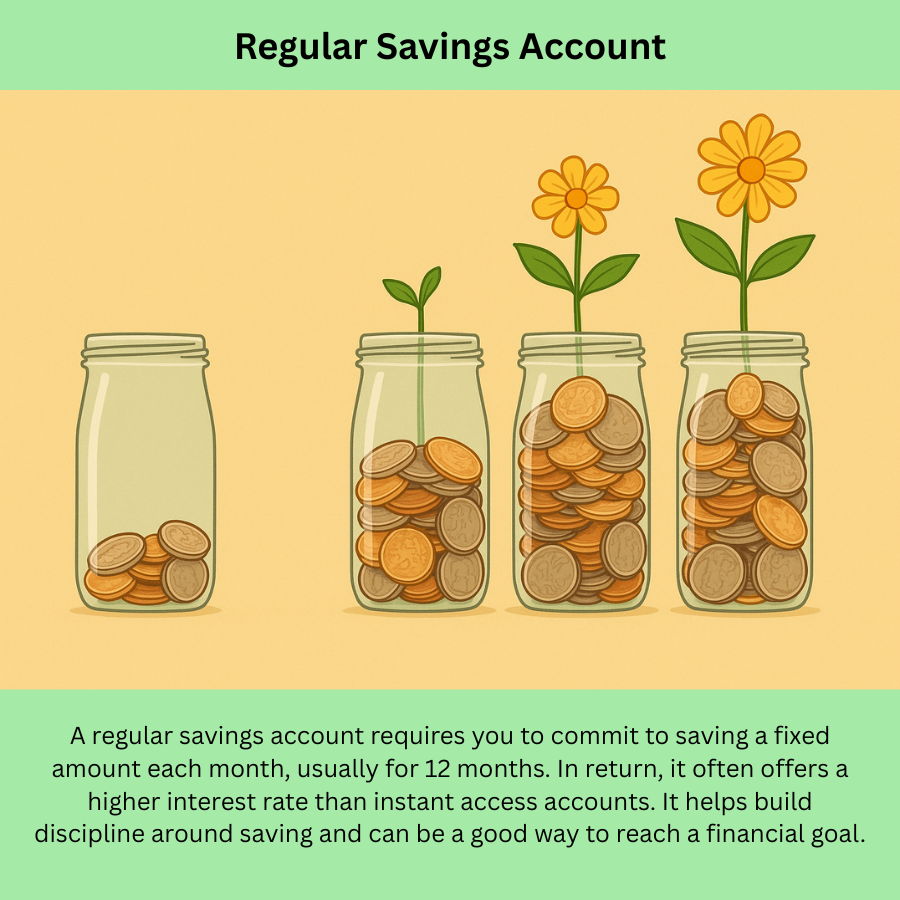 Regular Savings Account
A regular savings account requires you to commit to saving a fixed
amount each month, usually for 12 months. In return, it often offers a
higher interest rate than instant access accounts. It helps build
discipline around saving and can be a good way to reach a financial goal.